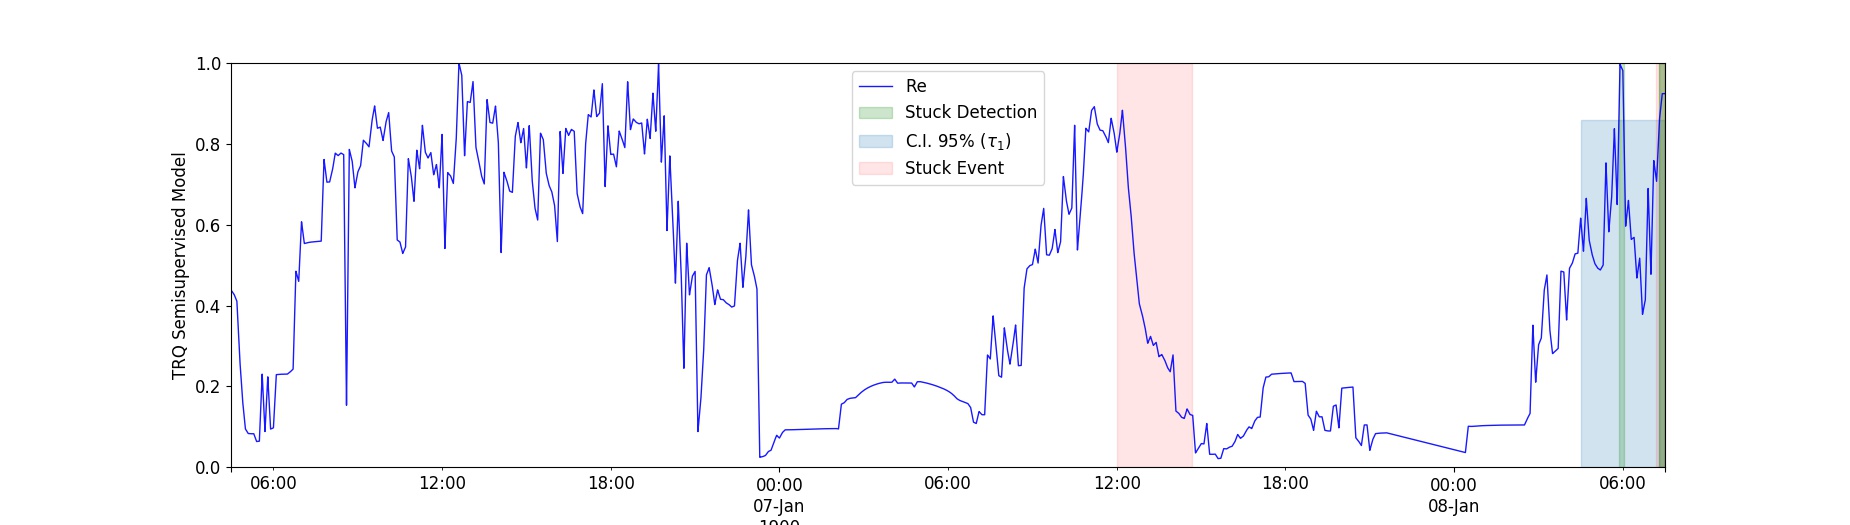 TRQ Semisupervised Model
1.0
0.8
0.6
0.4
0.2
0.0
Re
Stuck Detection
C.I. 95% (τ₁)
Stuck Event
06:00
12:00
18:00
00:00
07-Jan
1900
06:00
12:00
18:00
00:00
08-Jan
06:00